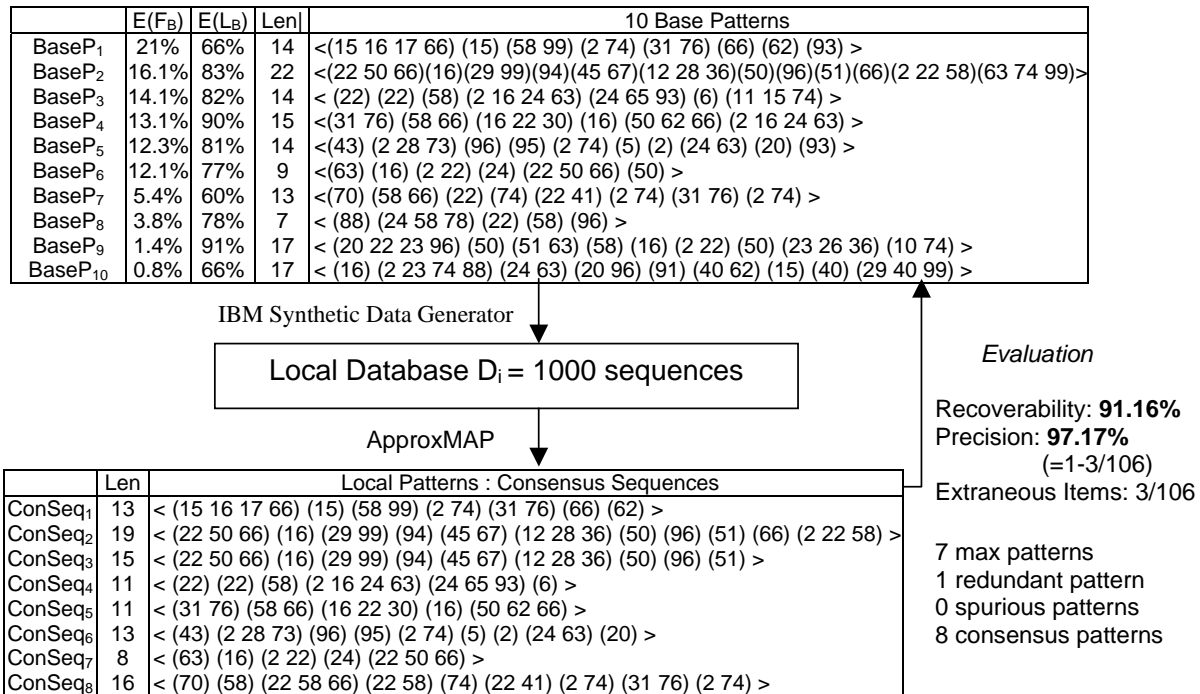 E(FB) E(LB) Len| 10 Base Patterns
BaseP1 21% 66% 14 <(15 16 17 66) (15) (58 99) (2 74) (31 76) (66) (62) (93) >
BaseP2 16.1% 83% 22 <(22 50 66)(16)(29 99)(94)(45 67)(12 28 36)(50)(96)(51)(66)(2 22 58)(63 74 99)>
BaseP3 14.1% 82% 14 < (22) (22) (58) (2 16 24 63) (24 65 93) (6) (11 15 74) >
BaseP4 13.1% 90% 15 <(31 76) (58 66) (16 22 30) (16) (50 62 66) (2 16 24 63) >
BaseP5 12.3% 81% 14 <(43) (2 28 73) (96) (95) (2 74) (5) (2) (24 63) (20) (93) >
BaseP6 12.1% 77% 9 <(63) (16) (2 22) (24) (22 50 66) (50) >
BaseP7 5.4% 60% 13 <(70) (58 66) (22) (74) (22 41) (2 74) (31 76) (2 74) >
BaseP8 3.8% 78% 7 < (88) (24 58 78) (22) (58) (96) >
BaseP9 1.4% 91% 17 < (20 22 23 96) (50) (51 63) (58) (16) (2 22) (50) (23 26 36) (10 74) >
BaseP10 0.8% 66% 17 < (16) (2 23 74 88) (24 63) (20 96) (91) (40 62) (15) (40) (29 40 99) >
IBM Synthetic Data Generator
Local Database Di = 1000 sequences
ApproxMAP
Evaluation
Recoverability: 91.16%
Precision: 97.17%
(=1-3/106)
Extraneous Items: 3/106
7 max patterns
1 redundant pattern
0 spurious patterns
8 consensus patterns
Len Local Patterns : Consensus Sequences
ConSeq1 13 < (15 16 17 66) (15) (58 99) (2 74) (31 76) (66) (62) >
ConSeq2 19 < (22 50 66) (16) (29 99) (94) (45 67) (12 28 36) (50) (96) (51) (66) (2 22 58) >
ConSeq3 15 < (22 50 66) (16) (29 99) (94) (45 67) (12 28 36) (50) (96) (51) >
ConSeq4 11 < (22) (22) (58) (2 16 24 63) (24 65 93) (6) >
ConSeq5 11 < (31 76) (58 66) (16 22 30) (16) (50 62 66) >
ConSeq6 13 < (43) (2 28 73) (96) (95) (2 74) (5) (2) (24 63) (20) >
ConSeq7 8 < (63) (16) (2 22) (24) (22 50 66) >
ConSeq8 16 < (70) (58) (22 58 66) (22 58) (74) (22 41) (2 74) (31 76) (2 74) >